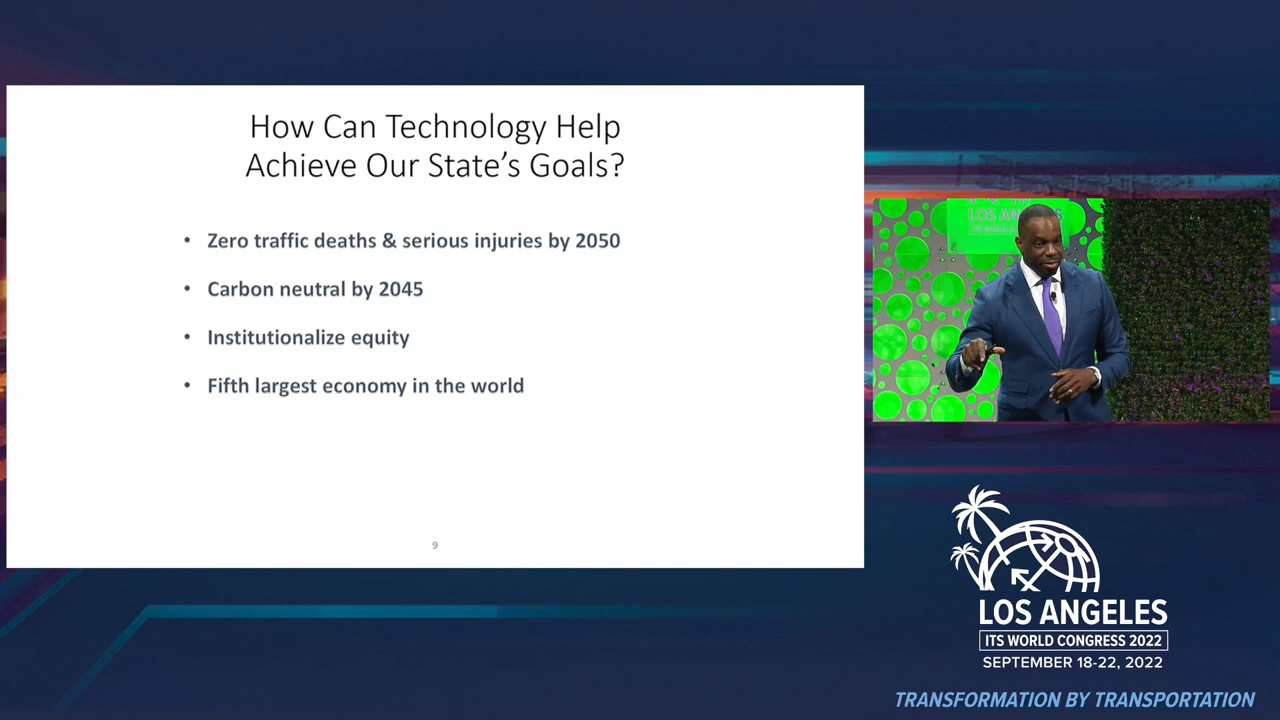 How Can Technology Help
Achieve Our State's Goals?
• Zero traffic deaths & serious injuries by 2050
• Carbon neutral by 2045
• Institutionalize equity
• Fifth largest economy in the world
9
LOS ANGELES
ITS WORLD CONGRESS 2022
SEPTEMBER 18-22, 2022
TRANSFORMATION BY TRANSPORTATION